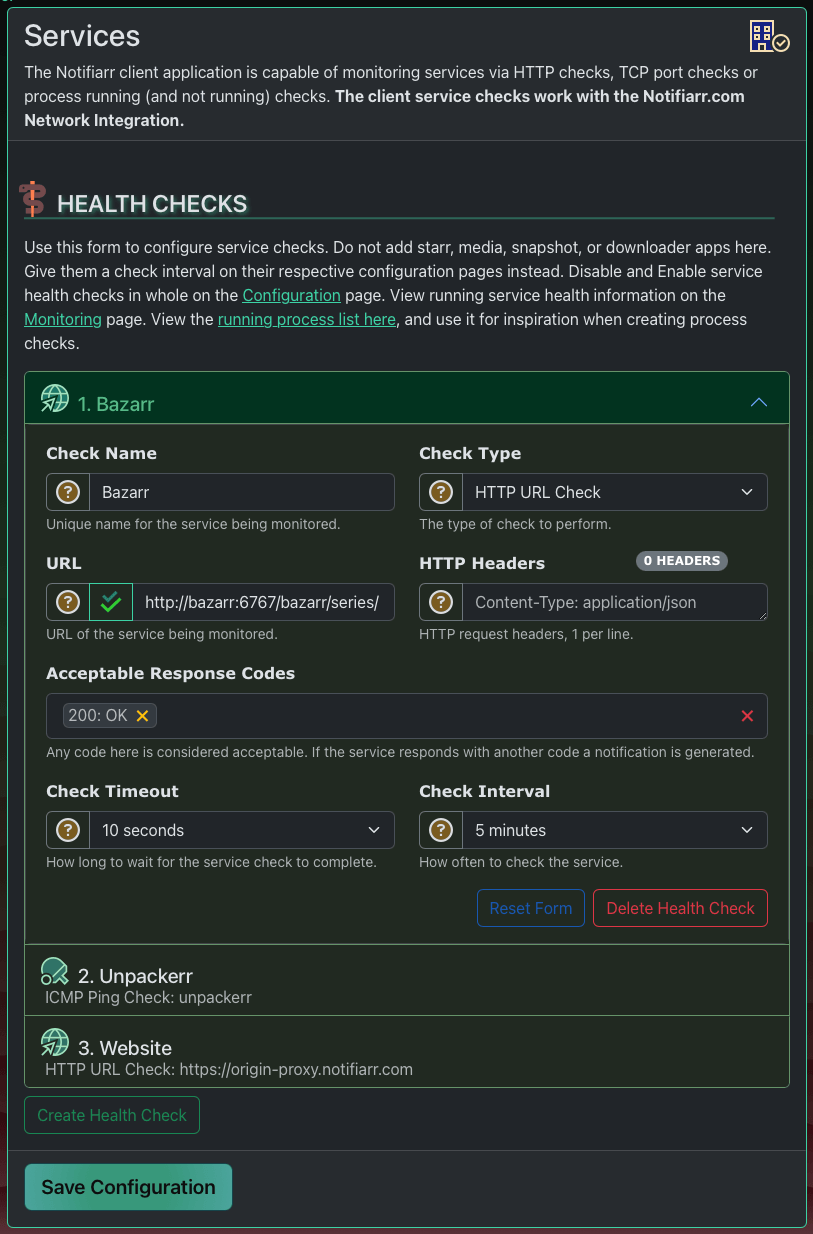 Services
The Notifiarr client application is capable of monitoring services via HTTP checks, TCP port checks or
process running (and not running) checks. The client service checks work with the Notifiarr.com
Network Integration.
HEALTH CHECKS
Use this form to configure service checks. Do not add starr, media, snapshot, or downloader apps here.
Give them a check interval on their respective configuration pages instead. Disable and Enable service
health checks in whole on the Configuration page. View running service health information on the
Monitoring page. View the running process list here, and use it for inspiration when creating process
checks.
1. Bazarr
Check Name
Check Type
? Bazarr
? HTTP URL Check
Unique name for the service being monitored.
The type of check to perform.
URL
HTTP Headers
0 HEADERS
? http://bazarr:6767/bazarr/series/
? Content-Type: application/json
URL of the service being monitored.
HTTP request headers, 1 per line.
Acceptable Response Codes
200: OK
Any code here is considered acceptable. If the service responds with another code a notification is generated.
Check Timeout
Check Interval
? 10 seconds
? 5 minutes
How long to wait for the service check to complete.
How often to check the service.
Reset Form
Delete Health Check
2. Unpackerr
ICMP Ping Check: unpackerr
3. Website
HTTP URL Check: https://origin-proxy.notifiarr.com
Create Health Check
Save Configuration